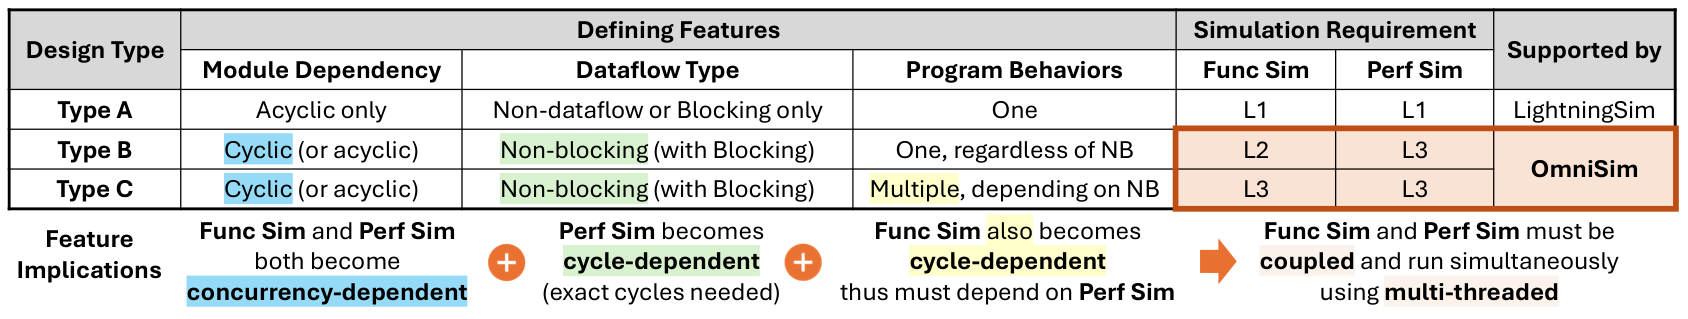 Design Type
Defining Features
Simulation Requirement
Supported by
Module Dependency
Dataflow Type
Program Behaviors
Func Sim
Perf Sim
Type A
Acyclic only
Non-dataflow or Blocking only
One
L1
L1
LightningSim
Type B
Cyclic (or acyclic)
Non-blocking (with Blocking)
One, regardless of NB
L2
L3
OmniSim
Type C
Cyclic (or acyclic)
Non-blocking (with Blocking)
Multiple, depending on NB
L3
L3
Feature
Implications
Func Sim and Perf Sim
both become
concurrency-dependent
+
Perf Sim becomes
cycle-dependent
(exact cycles needed)
+
Func Sim also becomes
cycle-dependent
thus must depend on Perf Sim
Func Sim and Perf Sim must be
coupled and run simultaneously
using multi-threaded